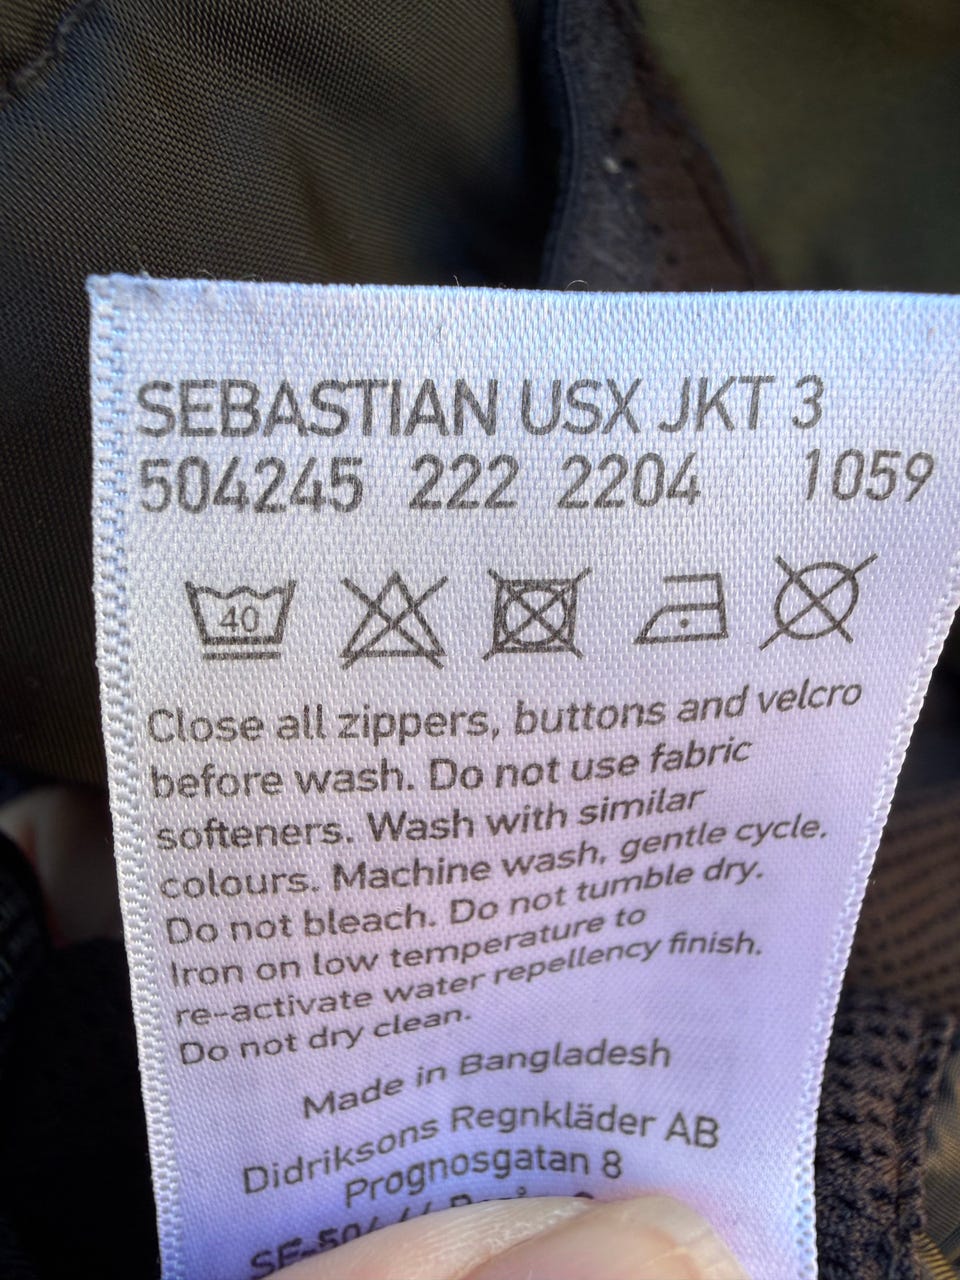 SEBASTIAN USX JKT 3
504245 222 2204 1059
40
Close all zippers, buttons and velcro
before wash. Do not use fabric
softeners. Wash with similar
colours. Machine wash, gentle cycle.
Do not bleach. Do not tumble dry.
Iron on low temperature to
re-activate water repellency finish.
Do not dry clean.
Made in Bangladesh
Didriksons Regnkläder AB
Prognosgatan 8